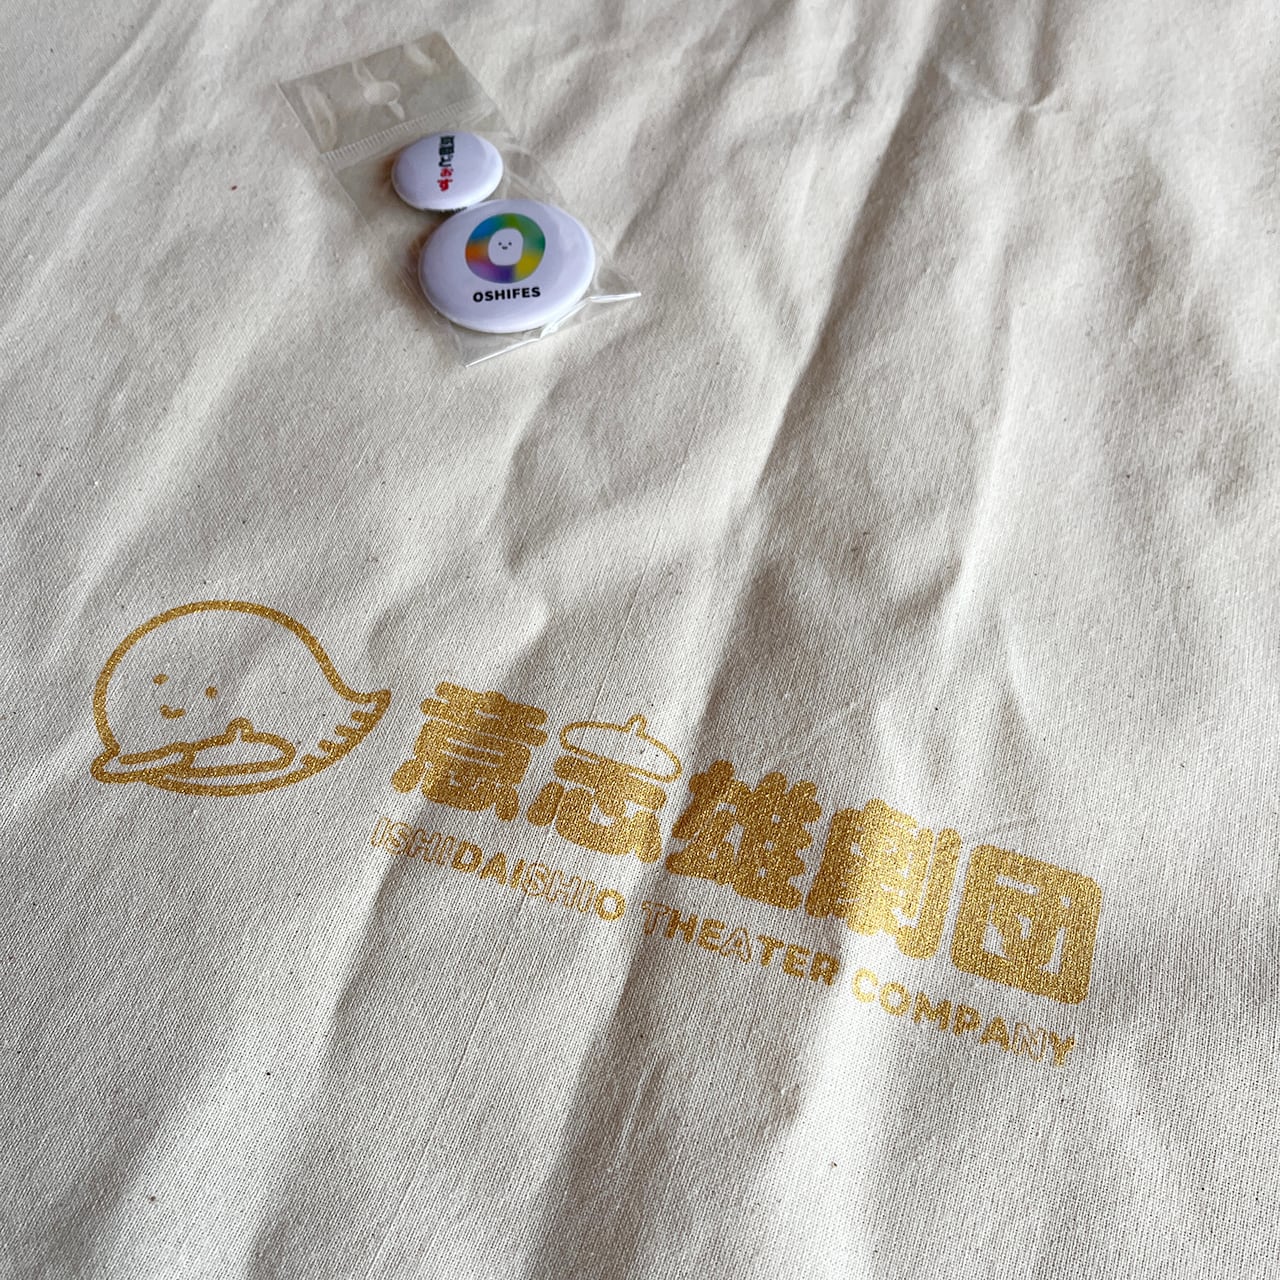 OSHIFES
意志雄劇団
ISHIDAISHIO THEATER COMPANY